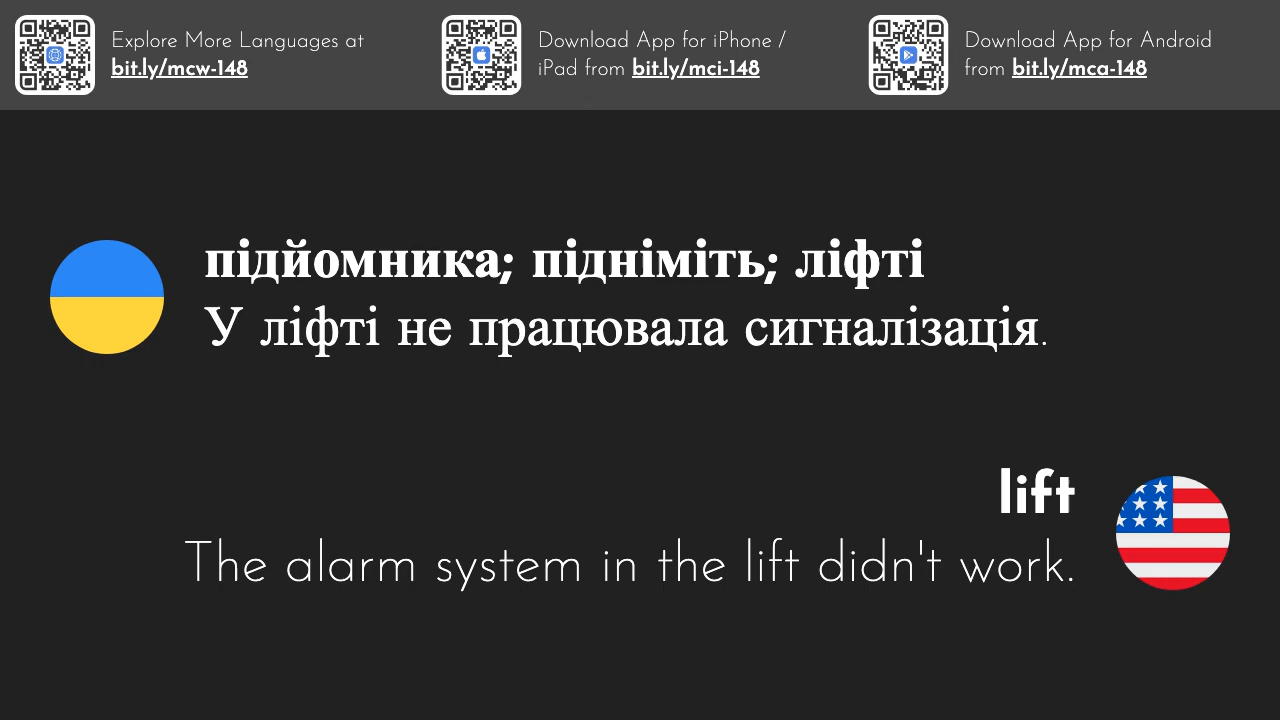 Explore More Languages at
bit.ly/mcw-148
Download App for iPhone /
iPad from bit.ly/mci-148
Download App for Android
from bit.ly/mca-148
підйомника; підніміть; ліфті
У ліфті не працювала сигналізація.
lift
The alarm system in the lift didn't work.